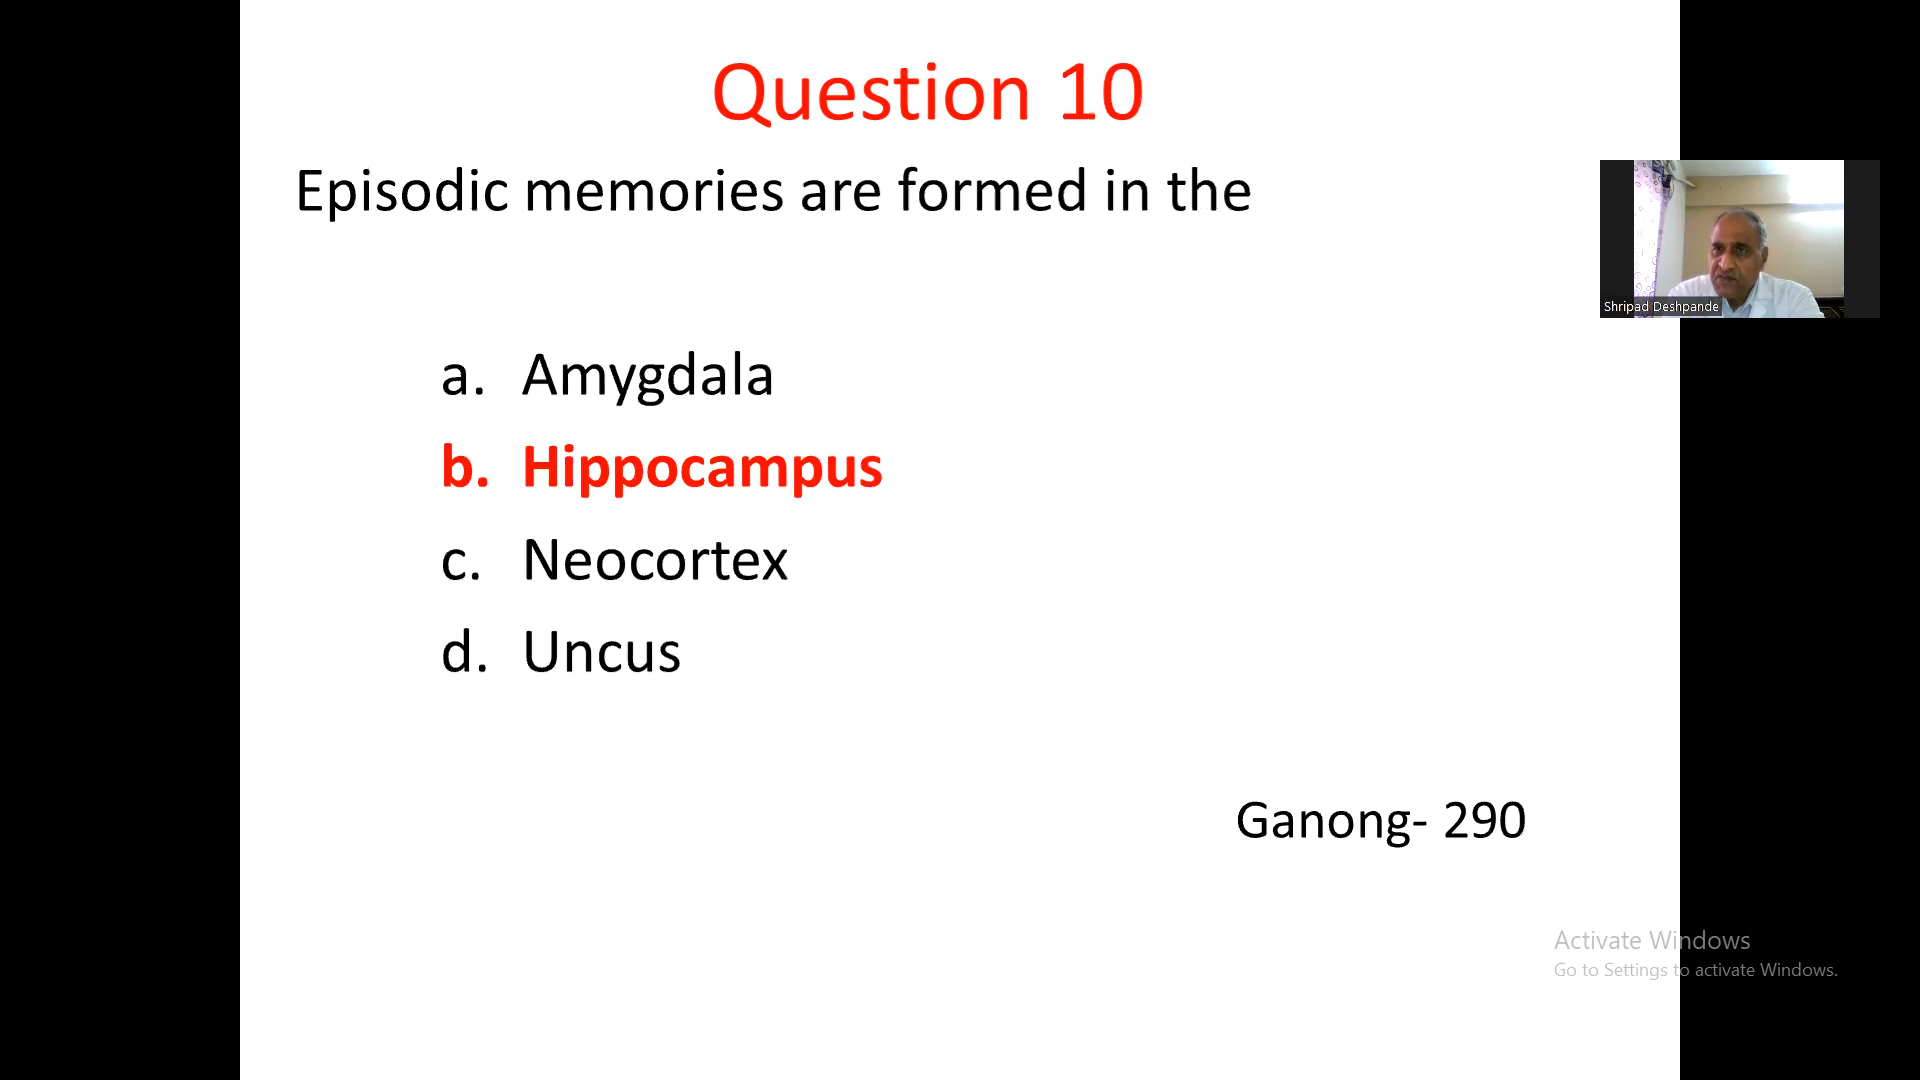 Question 10
Episodic memories are formed in the
a. Amygdala
b. Hippocampus
c. Neocortex
d. Uncus
Ganong- 290
Shripad Deshpande
Activate Windows
Go to Settings to activate Windows.